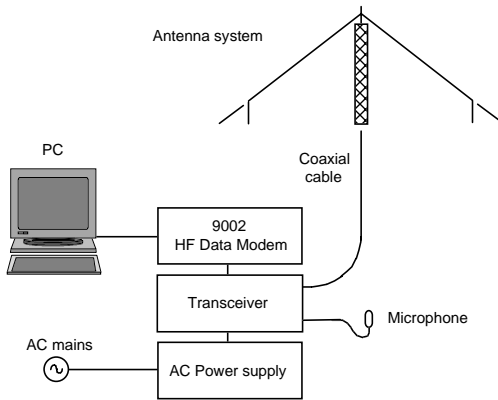 Antenna system
PC
Coaxial
cable
9002
HF Data Modem
Transceiver
Microphone
AC mains
AC Power supply